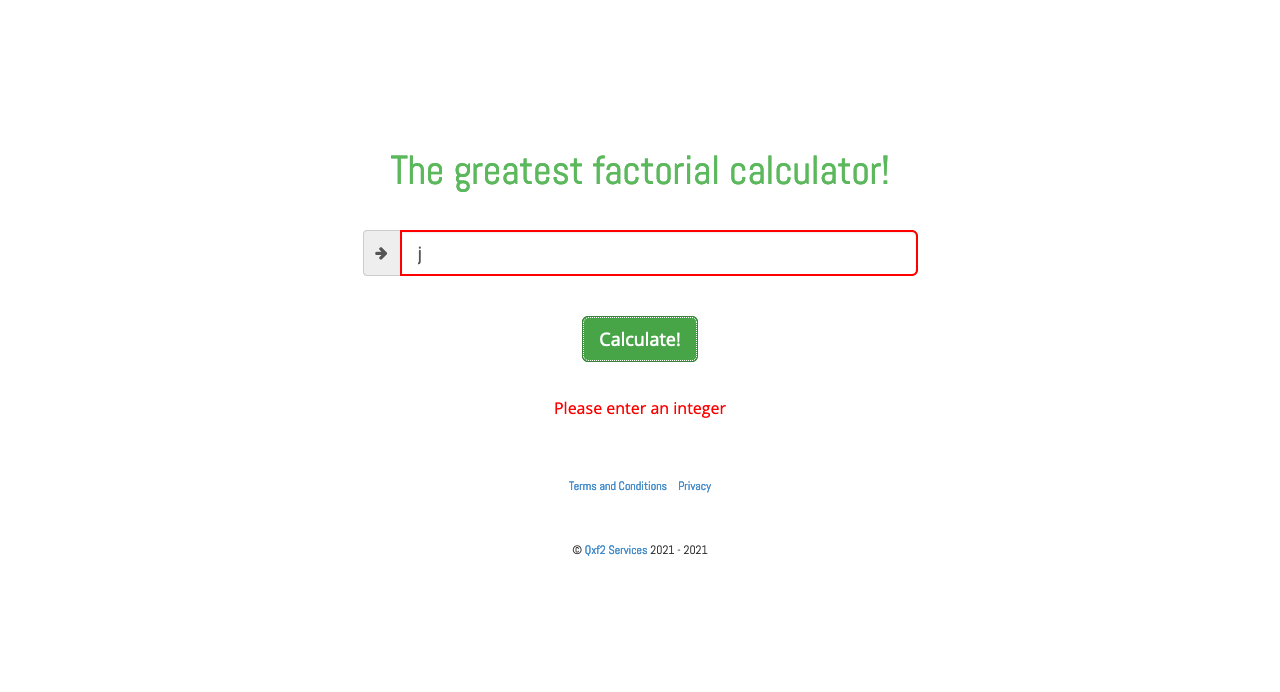 The greatest factorial calculator!
j
Calculate!
Please enter an integer
Terms and Conditions Privacy
© Qxf2 Services 2021 - 2021